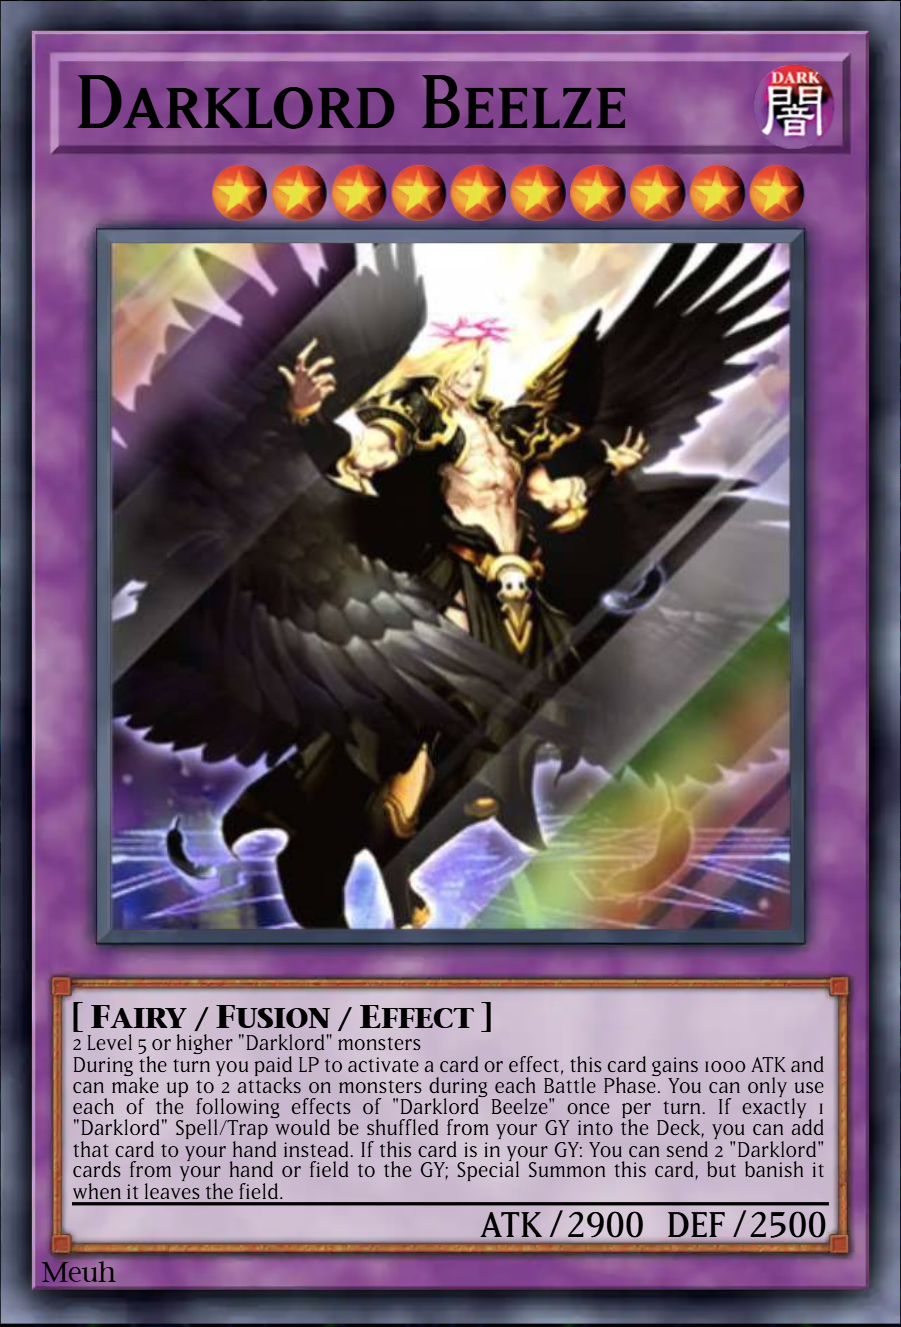 Darklord Beelze
DARK
闇
[ Fairy / Fusion / Effect ]
2 Level 5 or higher "Darklord" monsters
During the turn you paid LP to activate a card or effect, this card gains 1000 ATK and
can make up to 2 attacks on monsters during each Battle Phase. You can only use
each of the following effects of "Darklord Beelze" once per turn. If exactly 1
"Darklord" Spell/Trap would be shuffled from your GY into the Deck, you can add
that card to your hand instead. If this card is in your GY: You can send 2 "Darklord"
cards from your hand or field to the GY; Special Summon this card, but banish it
when it leaves the field.
ATK/2900 DEF/2500
Meuh